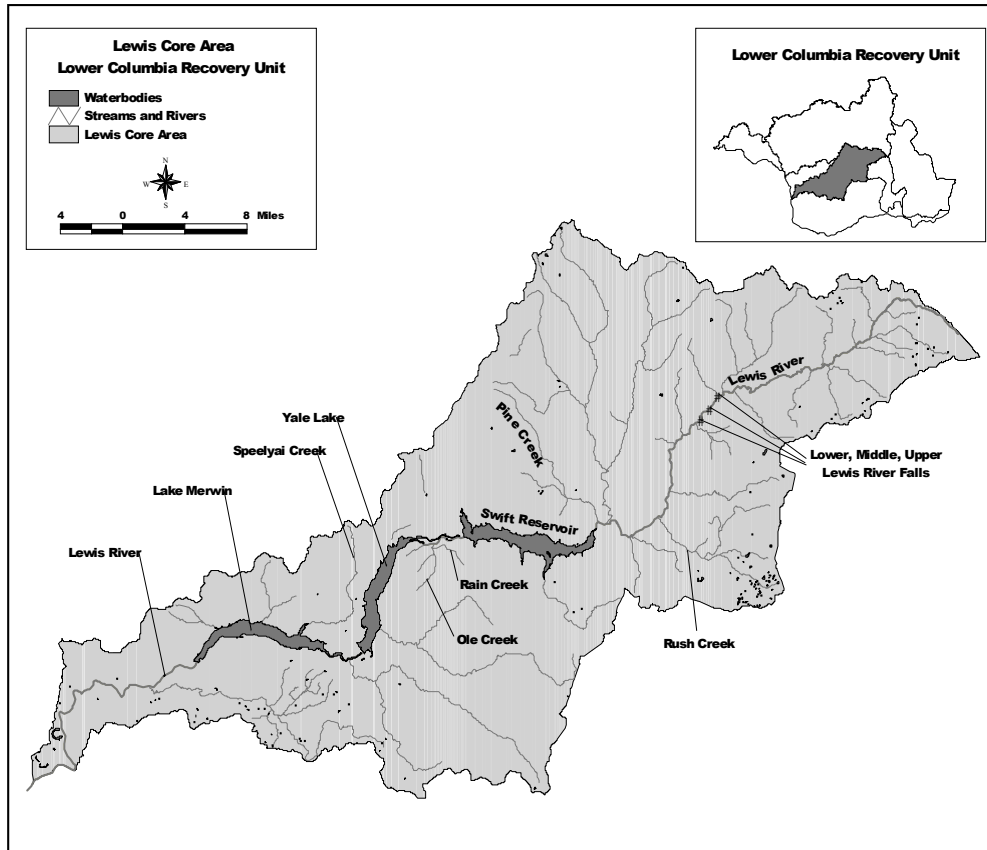 Lewis Core Area
Lower Columbia Recovery Unit
Waterbodies
Streams and Rivers
Lewis Core Area
N
W E
S
4 0 4 8 Miles
Lower Columbia Recovery Unit
Lewis River
Pine Creek
Yale Lake
Speelyai Creek
Lake Merwin
Lewis River
Swift Reservoir
Lower, Middle, Upper
Lewis River Falls
Rain Creek
Ole Creek
Rush Creek